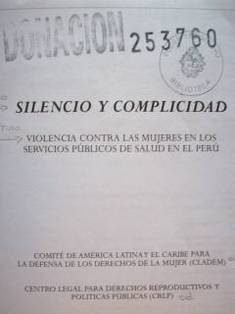 DONACION 253760
BIBLIOTECA
SILENCIO Y COMPLICIDAD
VIOLENCIA CONTRA LAS MUJERES EN LOS
SERVICIOS PÚBLICOS DE SALUD EN EL PERÚ
COMITÉ DE AMÉRICA LATINA Y EL CARIBE PARA
LA DEFENSA DE LOS DERECHOS DE LA MUJER (CLADEM)
CENTRO LEGAL PARA DERECHOS REPRODUCTIVOS Y
POLITICAS PÚBLICAS (CRLP)